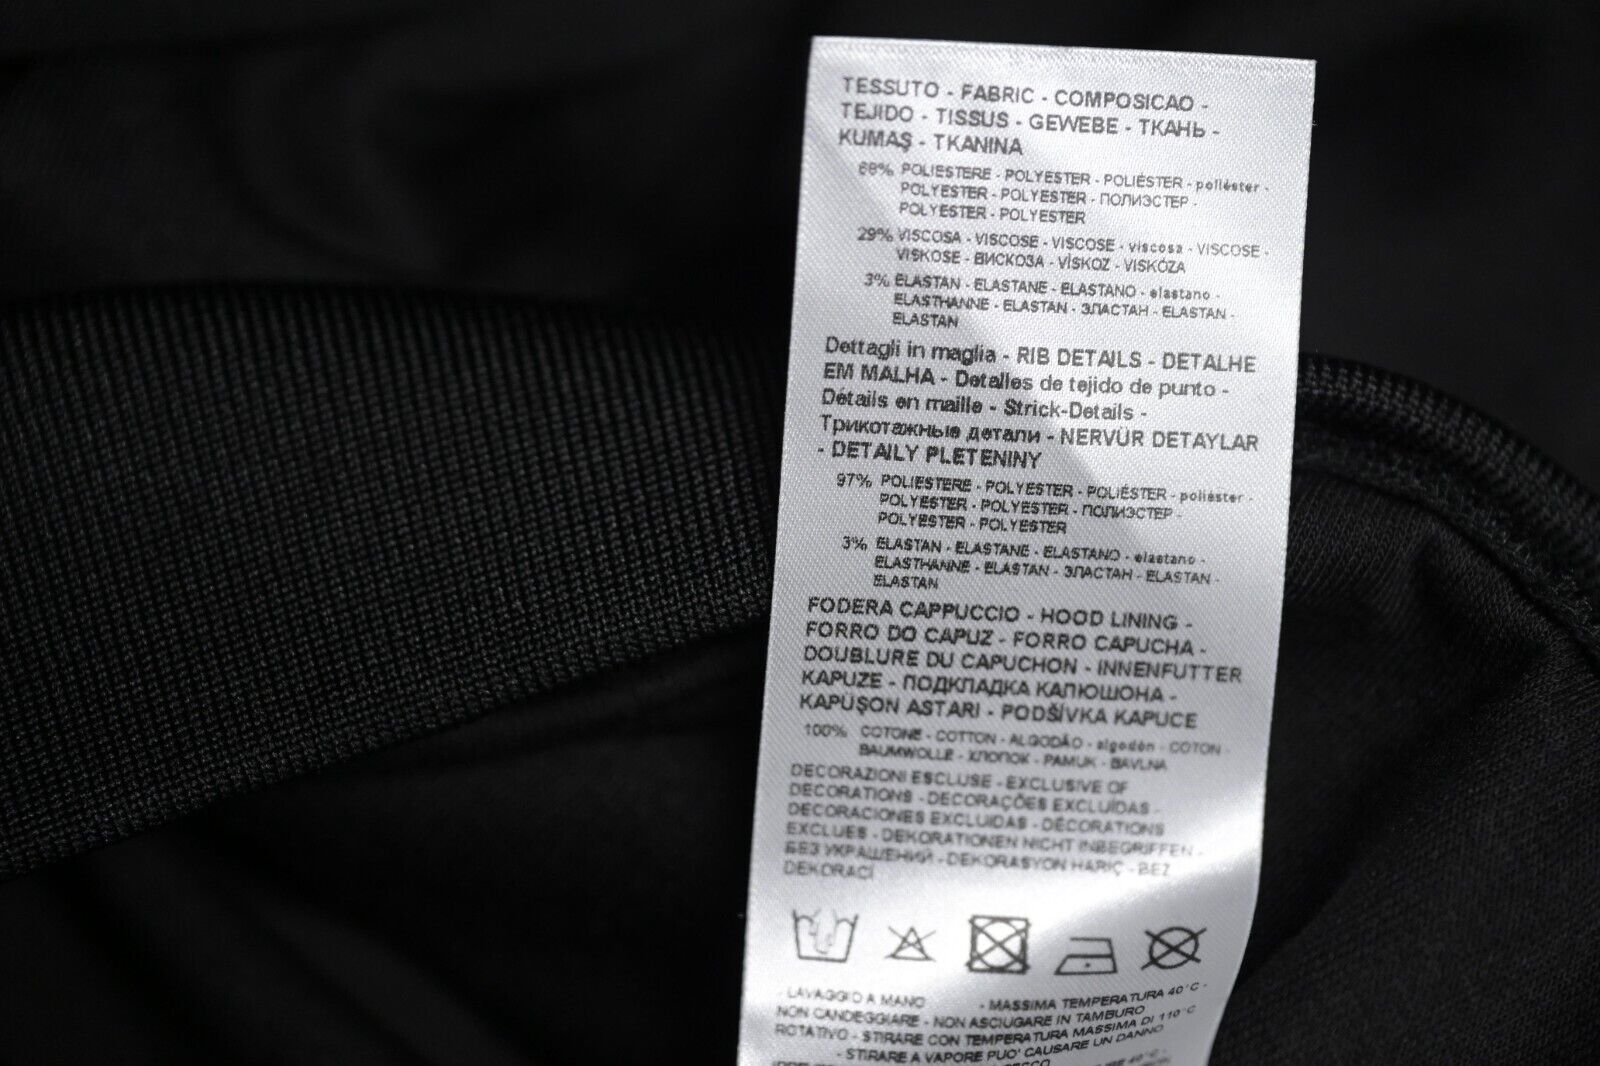 TESSUTO - FABRIC - COMPOSICAO -
TEJIDO - TISSUS - GEWEBE - ТКАНЬ -
KUMAŞ - TKANINA
68% POLIESTERE - POLYESTER - POLIÉSTER - poliéster -
POLYESTER - POLYESTER - ПОЛИЭСТЕР -
POLYESTER - POLYESTER
29% VISCOSA - VISCOSE - VISCOSE - viscosa - VISCOSE -
VISKOSE - ВИСКОЗА - VİSKOZ - VISKÓZA
3% ELASTAN - ELASTANE - ELASTANO - elastano -
ELASTHANNE - ELASTAN - ЭЛАСТАН - ELASTAN -
ELASTAN
Dettagli in maglia - RIB DETAILS - DETALHE
EM MALHA - Detalles de tejido de punto -
Détails en maille - Strick-Details -
Трикотажные детали - NERVÜR DETAYLAR
- DETAILY PLETENINY
97% POLIESTERE - POLYESTER - POLIÉSTER - poliéster -
POLYESTER - POLYESTER - ПОЛИЭСТЕР -
POLYESTER - POLYESTER
3% ELASTAN - ELASTANE - ELASTANO - elastano -
ELASTHANNE - ELASTAN - ЭЛАСТАН - ELASTAN -
ELASTAN
FODERA CAPPUCCIO - HOOD LINING -
FORRO DO CAPUZ - FORRO CAPUCHA -
DOUBLURE DU CAPUCHON - INNENFUTTER
KAPUZE - ПОДКЛАДКА КАПЮШОНА -
KAPÜŞON ASTARI - PODŠÍVKA KAPUCE
100% COTONE - COTTON - ALGODÃO - algodón - COTON -
BAUMWOLLE - ХЛОПОК - PAMUK - BAVLNA
DECORAZIONI ESCLUSE - EXCLUSIVE OF
DECORATIONS - DECORAÇÕES EXCLUÍDAS -
DECORACIONES EXCLUIDAS - DÉCORATIONS
EXCLUES - DEKORATIONEN NICHT INBEGRIFFEN -
БЕЗ УКРАШЕНИЙ - DEKORASYON HARİÇ - BEZ
DEKORACÍ
- LAVAGGIO A MANO - MASSIMA TEMPERATURA 40°C -
NON CANDEGGIARE - NON ASCIUGARE IN TAMBURO
ROTATIVO - STIRARE CON TEMPERATURA MASSIMA DI 110°C
- STIRARE A VAPORE PUO' CAUSARE UN DANNO